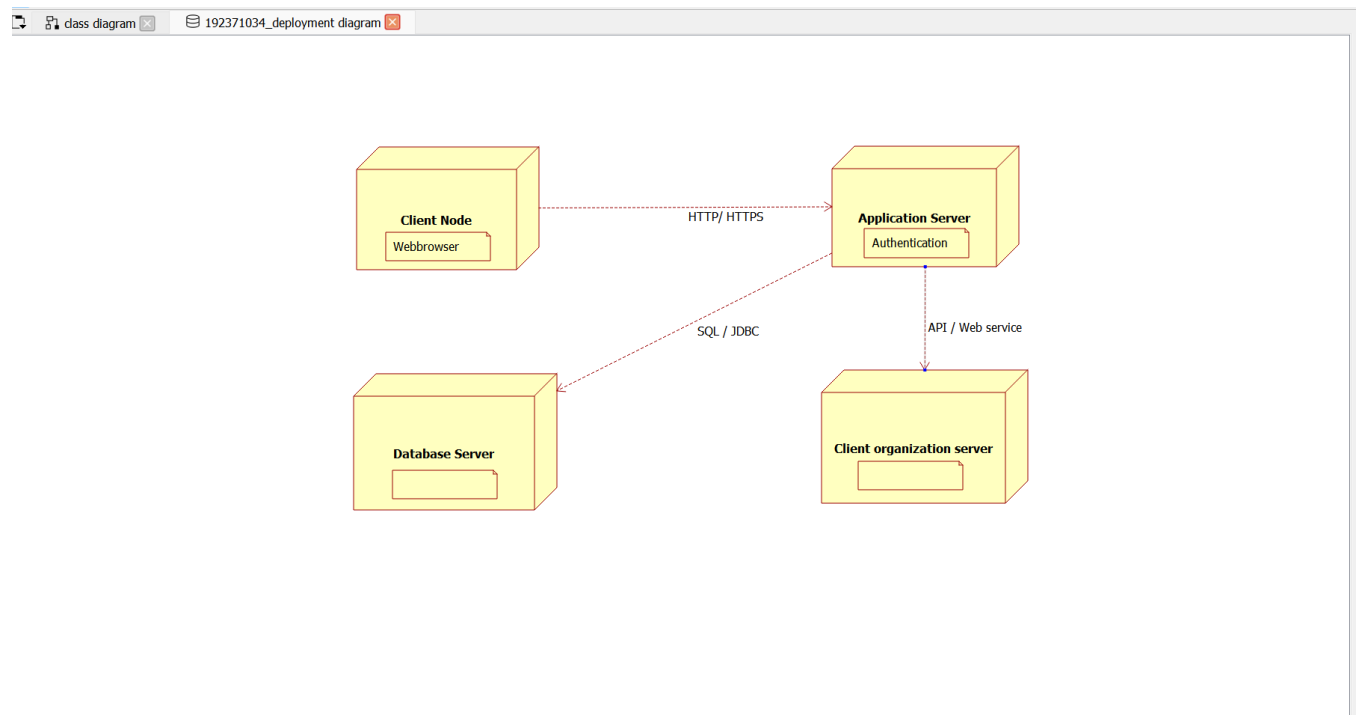 class diagram
192371034_deployment diagram
Client Node
Webbrowser
HTTP/ HTTPS
Application Server
Authentication
SQL / JDBC
API / Web service
Database Server
Client organization server